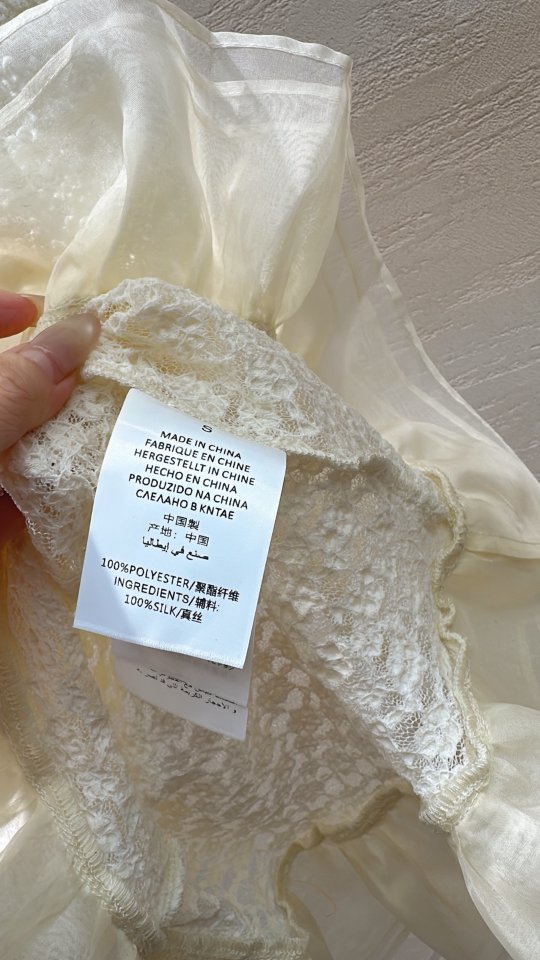 S
MADE IN CHINA
FABRIQUE EN CHINE
HERGESTELLT IN CHINE
HECHO EN CHINA
PRODUZIDO NA CHINA
СДЕЛАНО В КNТАЕ
中国製
产地：中国
صنع في إيطاليا
100%POLYESTER/聚酯纤维
INGREDIENTS/辅料:
100%SILK/真丝